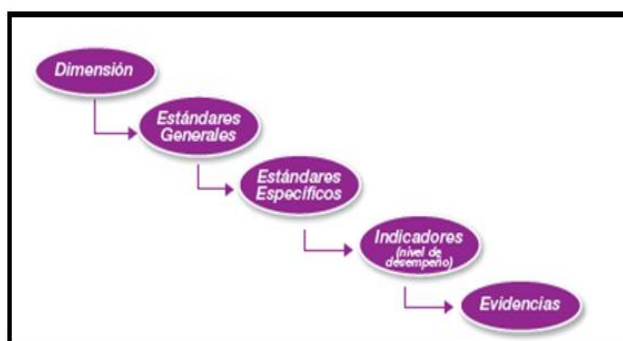 Dimensión
Estándares
Generales
Estándares
Específicos
Indicadores
(nivel de
desempeño)
Evidencias